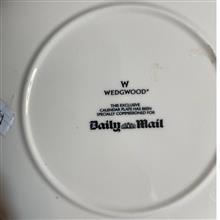 W
WEDGWOOD®
THIS EXCLUSIVE
CALENDAR PLATE HAS BEEN
SPECIALLY COMMISSIONED FOR
Daily Mail